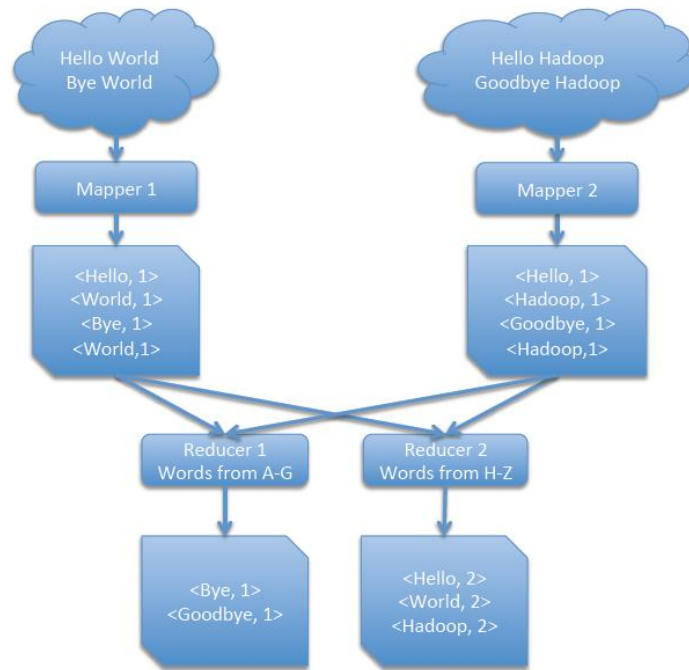 Hello World
Bye World
Hello Hadoop
Goodbye Hadoop
Mapper 1
Mapper 2
<Hello, 1>
<World, 1>
<Bye, 1>
<World,1>
<Hello, 1>
<Hadoop, 1>
<Goodbye, 1>
<Hadoop,1>
Reducer 1
Words from A-G
Reducer 2
Words from H-Z
<Bye, 1>
<Goodbye, 1>
<Hello, 2>
<World, 2>
<Hadoop, 2>